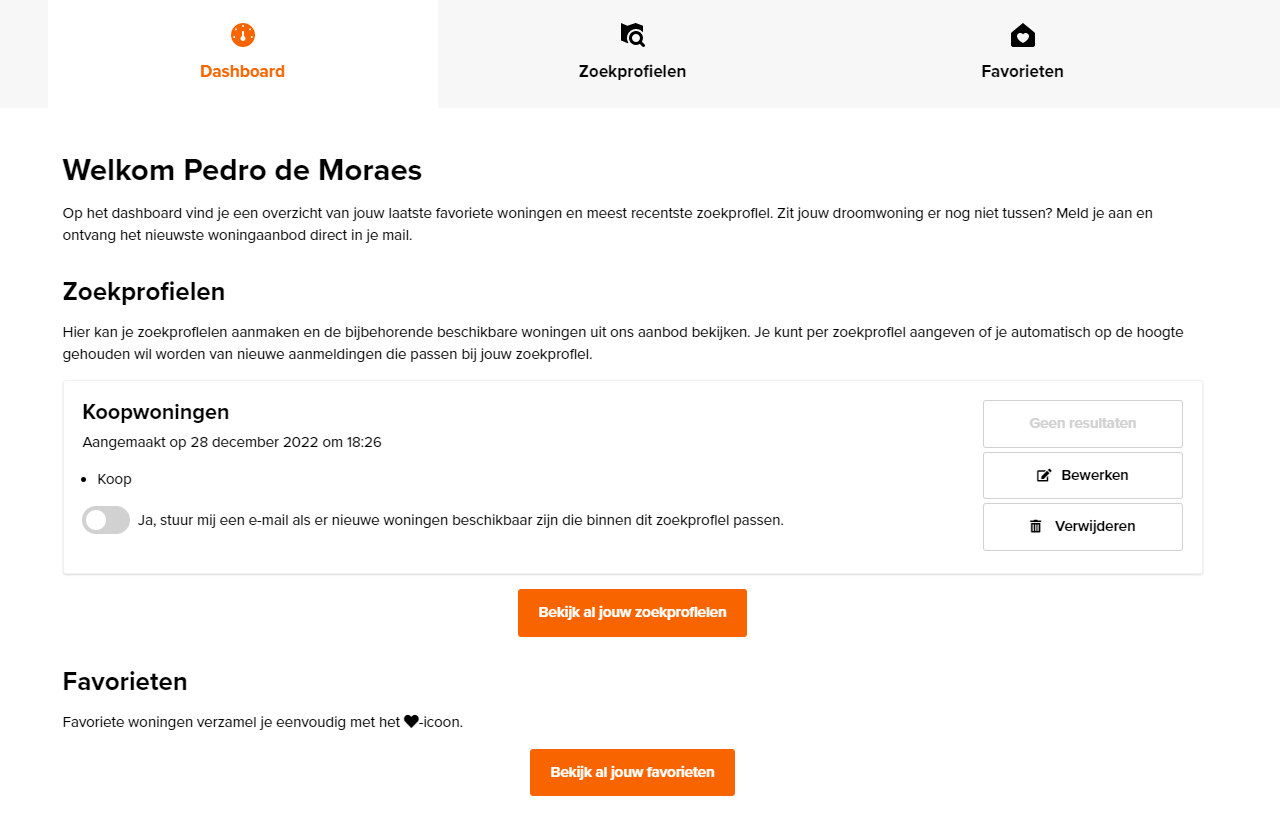 Dashboard
Zoekprofielen
Favorieten
Welkom Pedro de Moraes
Op het dashboard vind je een overzicht van jouw laatste favoriete woningen en meest recentste zoekprofiel. Zit jouw droomwoning er nog niet tussen? Meld je aan en
ontvang het nieuwste woningaanbod direct in je mail.
Zoekprofielen
Hier kan je zoekprofielen aanmaken en de bijbehorende beschikbare woningen uit ons aanbod bekijken. Je kunt per zoekprofiel aangeven of je automatisch op de hoogte
gehouden wil worden van nieuwe aanmeldingen die passen bij jouw zoekprofiel.
Koopwoningen
Aangemaakt op 28 december 2022 om 18:26
• Koop
Ja, stuur mij een e-mail als er nieuwe woningen beschikbaar zijn die binnen dit zoekprofiel passen.
Geen resultaten
Bewerken
Verwijderen
Bekijk al jouw zoekprofielen
Favorieten
Favoriete woningen verzamel je eenvoudig met het ♥-icoon.
Bekijk al jouw favorieten